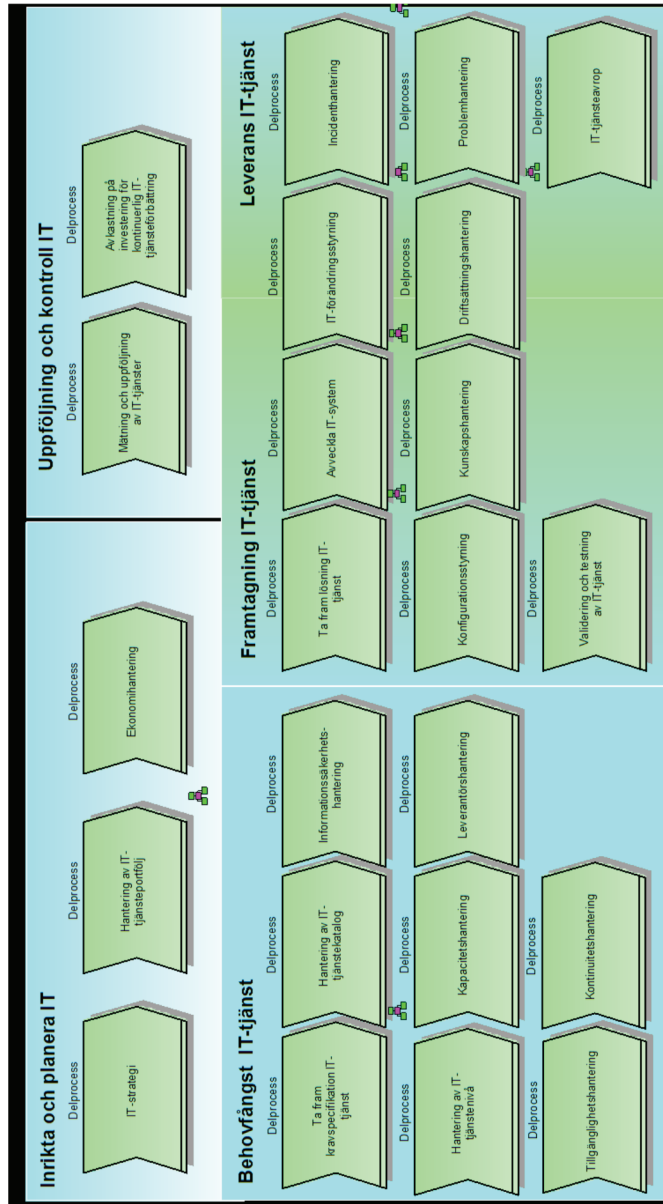 Inrikta och planera IT
Delprocess
IT-strategi
Delprocess
Hantering av IT-
tjänsteportfölj
Delprocess
Ekonomihantering
Uppföljning och kontroll IT
Delprocess
Mätning och uppföljning
av IT-tjänster
Delprocess
Avkastning på
investering för
kontinuerlig IT-
tjänsteförbättring
Behovfångst IT-tjänst
Delprocess
Ta fram
kravspecifikation IT-
tjänst
Delprocess
Hantering av IT-
tjänstekatalog
Delprocess
Informationssäkerhets-
hantering
Delprocess
Hantering av IT-
tjänstenivå
Delprocess
Kapacitetshantering
Delprocess
Leverantörshantering
Delprocess
Tillgänglighetshantering
Delprocess
Kontinuitetshantering
Framtagning IT-tjänst
Delprocess
Ta fram lösning IT-
tjänst
Delprocess
Avveckla IT-system
Delprocess
IT-förändringsstyrning
Delprocess
Konfigurationsstyrning
Delprocess
Kunskapshantering
Delprocess
Driftsättningshantering
Delprocess
Validering och testning
av IT-tjänst
Leverans IT-tjänst
Delprocess
Incidenthantering
Delprocess
Problemhantering
Delprocess
IT-tjänsteavrop